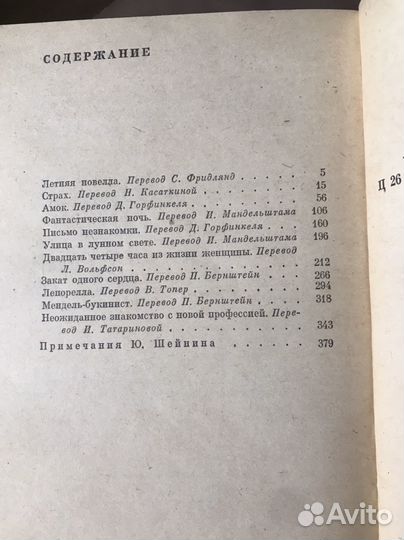 СОДЕРЖАНИЕ
Летняя новелла. Перевод С. Фридлянд . . . . . 5
Страх. Перевод Н. Касаткиной . . . . . . 15
Амок. Перевод Д. Горфинкеля . . . . . . 56
Фантастическая ночь. Перевод И. Мандельштама 106
Письмо незнакомки. Перевод Д. Горфинкеля . . 160
Улица в лунном свете. Перевод И. Мандельштама 196
Двадцать четыре часа из жизни женщины. Перевод
Л. Вольфсон . . . . . . . . . . 212
Закат одного сердца. Перевод П. Бернштейн . . 266
Лепорелла. Перевод В. Топер . . . . . . 294
Мендель-букинист. Перевод П. Бернштейн . . . 318
Неожиданное знакомство с новой профессией. Пере-
вод И. Татариновой . . . . . . . . 343
Примечания Ю. Шейнина . . . . . 379
Ц 26
Avito